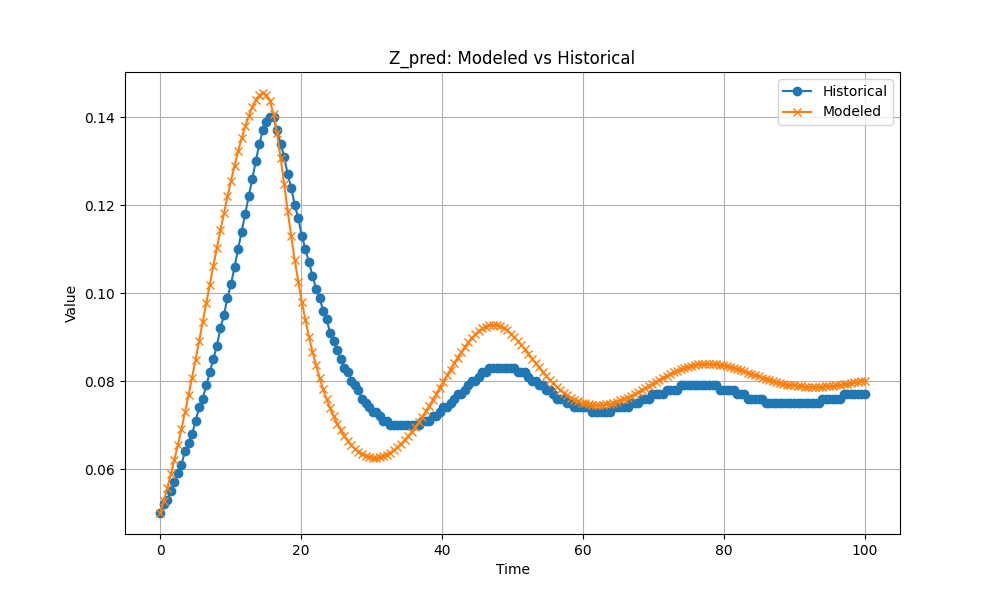 Z_pred: Modeled vs Historical
Historical
Modeled
Value
0.14
0.12
0.10
0.08
0.06
0 20 40 60 80 100
Time